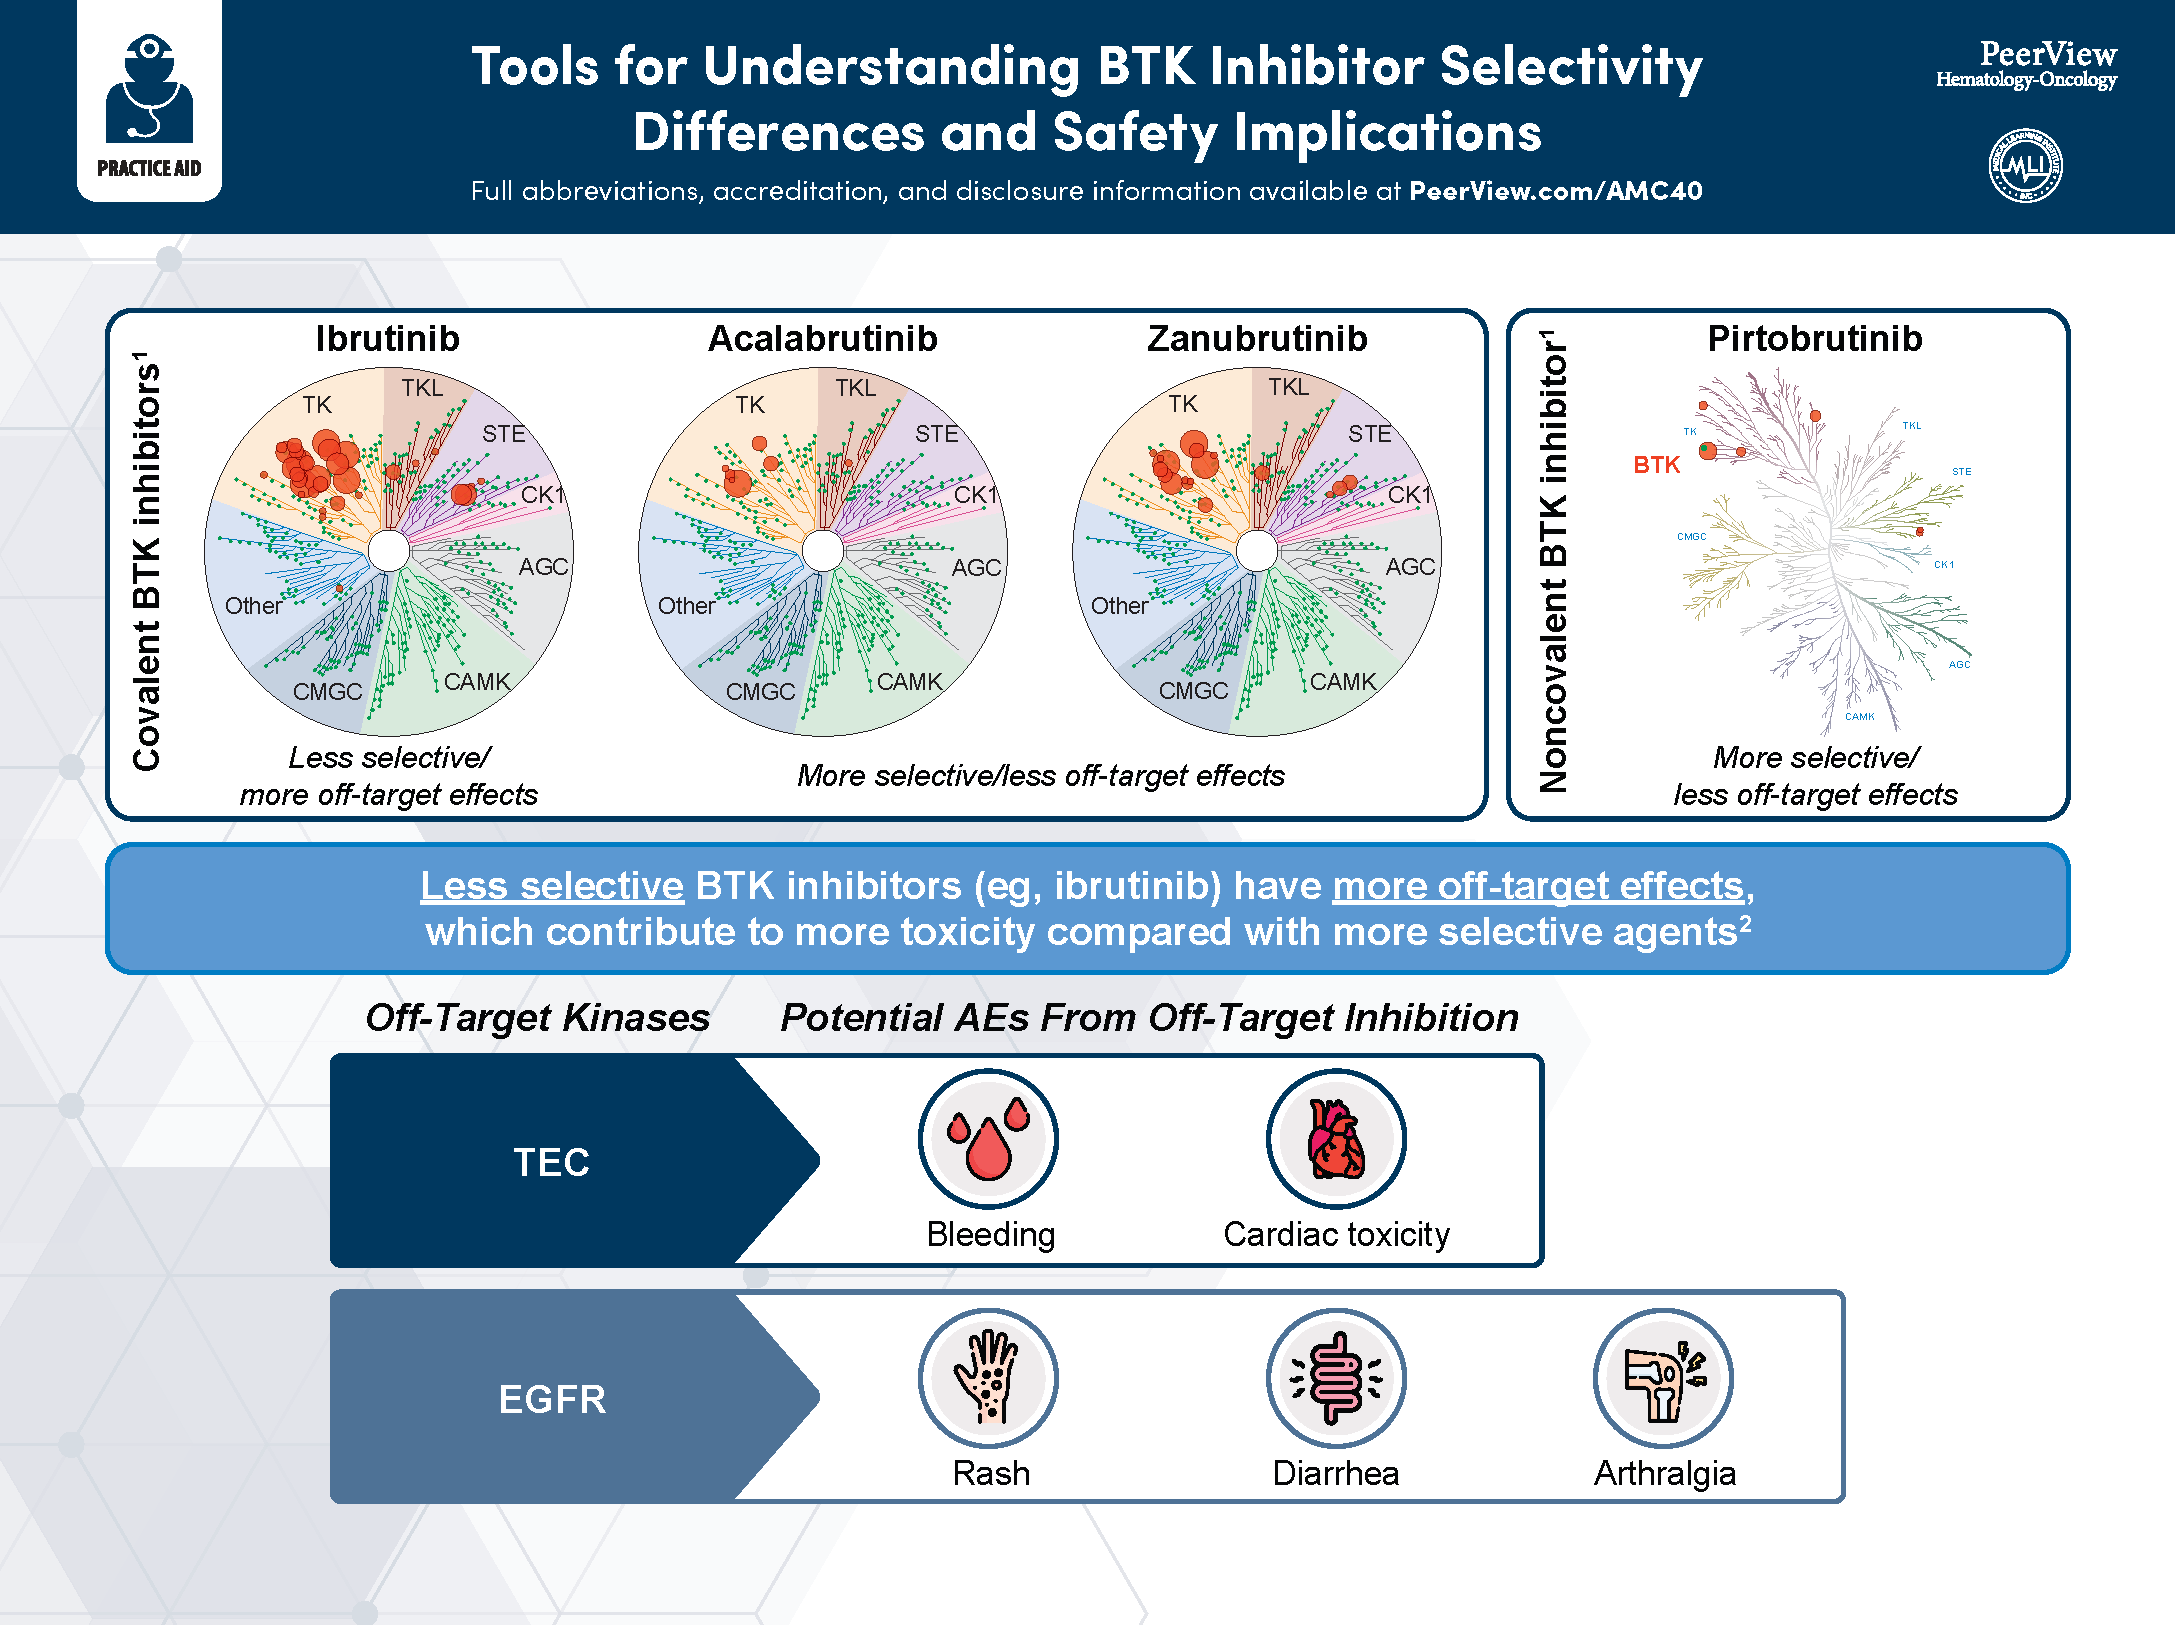 PRACTICE AID
Tools for Understanding BTK Inhibitor Selectivity
Differences and Safety Implications
Full abbreviations, accreditation, and disclosure information available at PeerView.com/AMC40
PeerView
Hematology-Oncology
MEDICAL LEARNING INSTITUTE
MLI
INC
Covalent BTK inhibitors¹
Ibrutinib
TK
TKL
STE
CK1
AGC
Other
CMGC
CAMK
Less selective/
more off-target effects
Acalabrutinib
TK
TKL
STE
CK1
AGC
Other
CMGC
CAMK
Zanubrutinib
TK
TKL
STE
CK1
AGC
Other
CMGC
CAMK
More selective/less off-target effects
Noncovalent BTK inhibitor¹
Pirtobrutinib
TK
TKL
BTK
STE
CMGC
CK1
AGC
CAMK
More selective/
less off-target effects
Less selective BTK inhibitors (eg, ibrutinib) have more off-target effects,
which contribute to more toxicity compared with more selective agents²
Off-Target Kinases
Potential AEs From Off-Target Inhibition
TEC
Bleeding
Cardiac toxicity
EGFR
Rash
Diarrhea
Arthralgia